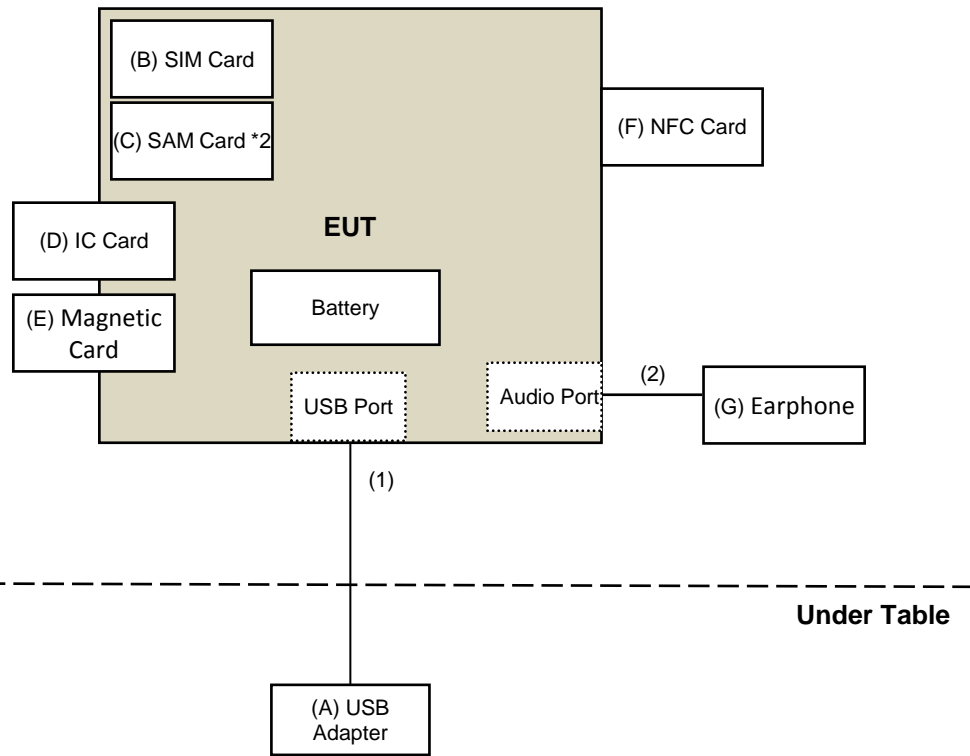 (B) SIM Card
(C) SAM Card *2
(F) NFC Card
(D) IC Card
EUT
(E) Magnetic
Card
Battery
USB Port
Audio Port
(2)
(G) Earphone
(1)
Under Table
(A) USB
Adapter